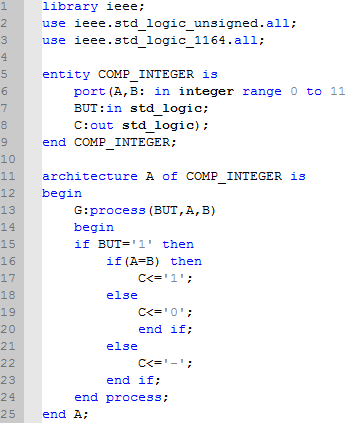 1 library ieee;
2 use ieee.std_logic_unsigned.all;
3 use ieee.std_logic_1164.all;
4
5 entity COMP_INTEGER is
6 port(A,B: in integer range 0 to 11
7 BUT:in std_logic;
8 C:out std_logic);
9 end COMP_INTEGER;
10
11 architecture A of COMP_INTEGER is
12 begin
13 G:process(BUT,A,B)
14 begin
15 if BUT='1' then
16 if(A=B) then
17 C<='1';
18 else
19 C<='0';
20 end if;
21 else
22 C<='-';
23 end if;
24 end process;
25 end A;